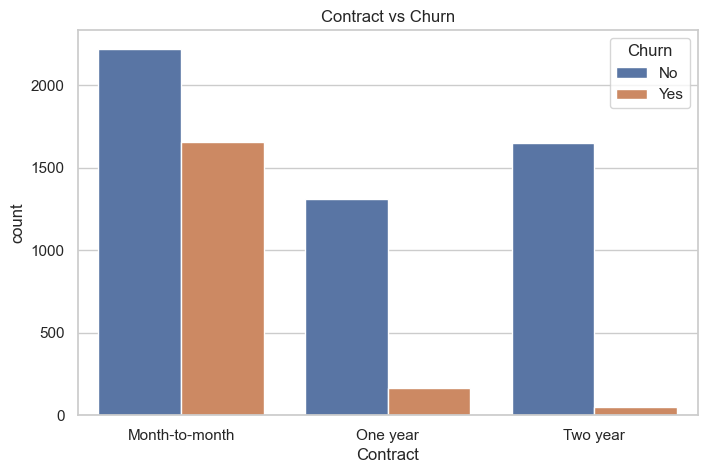 Contract vs Churn
Churn
No
Yes
2000
1500
1000
500
0
count
Month-to-month
One year
Two year
Contract